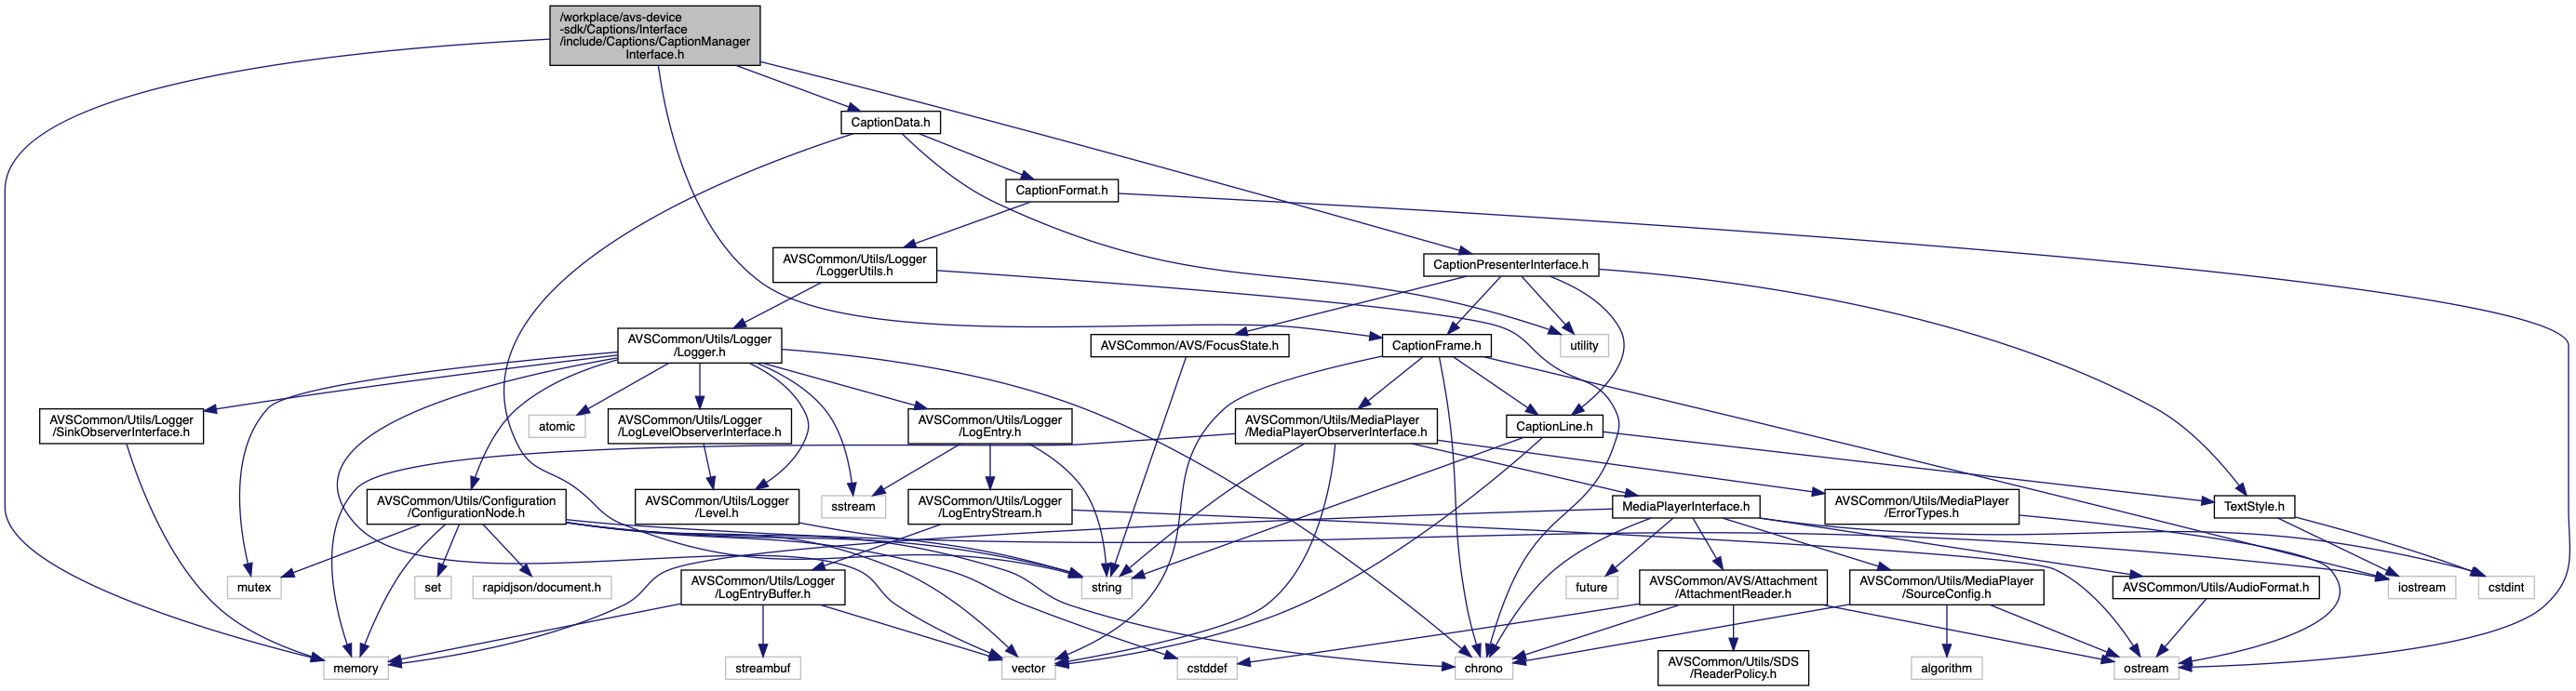 /workplace/avs-device
-sdk/Captions/Interface
/include/Captions/CaptionManager
Interface.h
CaptionData.h
CaptionFormat.h
AVSCommon/Utils/Logger
/LoggerUtils.h
CaptionPresenterInterface.h
AVSCommon/Utils/Logger
/Logger.h
AVSCommon/AVS/FocusState.h
CaptionFrame.h
utility
AVSCommon/Utils/Logger
/SinkObserverInterface.h
atomic
AVSCommon/Utils/Logger
/LogLevelObserverInterface.h
AVSCommon/Utils/Logger
/LogEntry.h
AVSCommon/Utils/MediaPlayer
/MediaPlayerObserverInterface.h
CaptionLine.h
AVSCommon/Utils/Configuration
/ConfigurationNode.h
AVSCommon/Utils/Logger
/Level.h
sstream
AVSCommon/Utils/Logger
/LogEntryStream.h
MediaPlayerInterface.h
AVSCommon/Utils/MediaPlayer
/ErrorTypes.h
TextStyle.h
mutex
set
rapidjson/document.h
AVSCommon/Utils/Logger
/LogEntryBuffer.h
string
future
AVSCommon/AVS/Attachment
/AttachmentReader.h
AVSCommon/Utils/MediaPlayer
/SourceConfig.h
AVSCommon/Utils/AudioFormat.h
iostream
cstdint
memory
streambuf
vector
cstddef
chrono
AVSCommon/Utils/SDS
/ReaderPolicy.h
algorithm
ostream